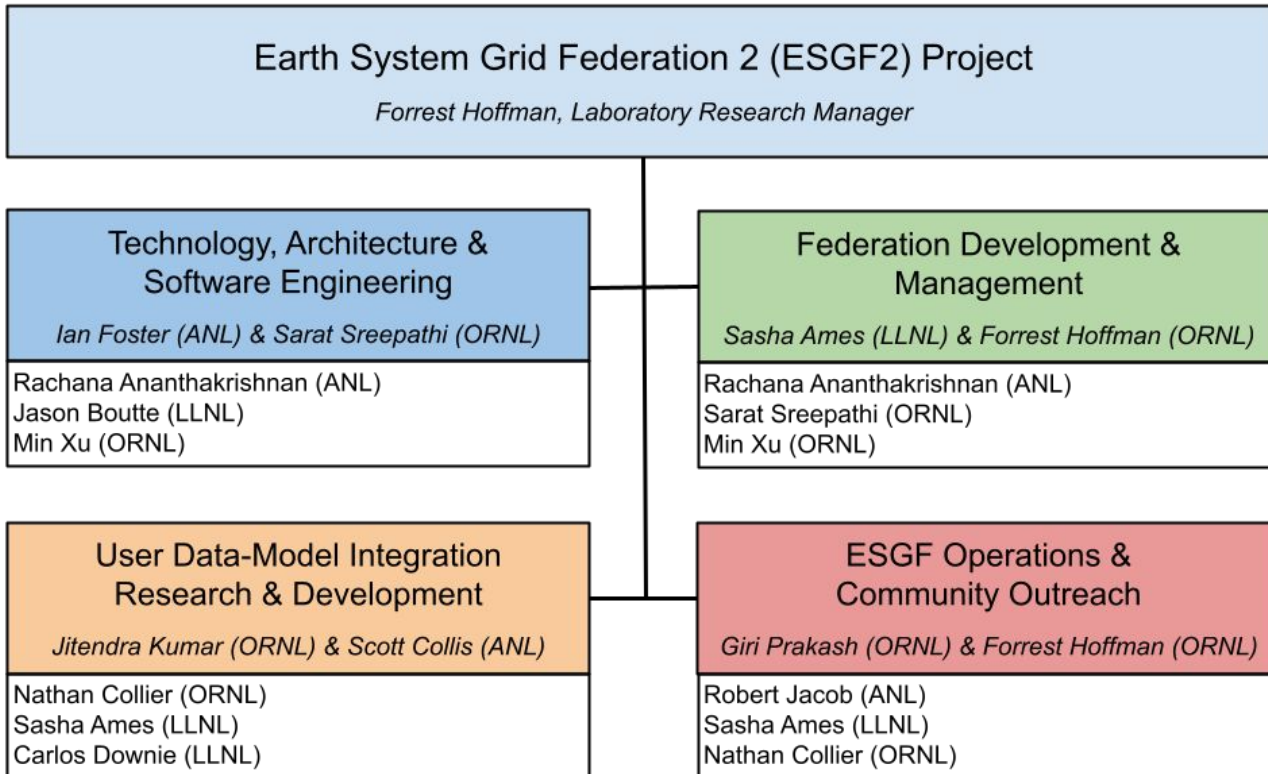 Earth System Grid Federation 2 (ESGF2) Project
Forrest Hoffman, Laboratory Research Manager
Technology, Architecture &
Software Engineering
Ian Foster (ANL) & Sarat Sreepathi (ORNL)
Rachana Ananthakrishnan (ANL)
Jason Boutte (LLNL)
Min Xu (ORNL)
Federation Development &
Management
Sasha Ames (LLNL) & Forrest Hoffman (ORNL)
Rachana Ananthakrishnan (ANL)
Sarat Sreepathi (ORNL)
Min Xu (ORNL)
User Data-Model Integration
Research & Development
Jitendra Kumar (ORNL) & Scott Collis (ANL)
Nathan Collier (ORNL)
Sasha Ames (LLNL)
Carlos Downie (LLNL)
ESGF Operations &
Community Outreach
Giri Prakash (ORNL) & Forrest Hoffman (ORNL)
Robert Jacob (ANL)
Sasha Ames (LLNL)
Nathan Collier (ORNL)